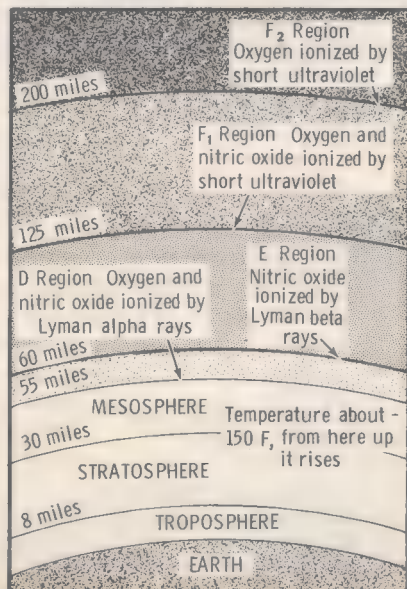 F₂ Region
Oxygen ionized by
short ultraviolet
200 miles
F₁ Region Oxygen and
nitric oxide ionized by
short ultraviolet
125 miles
D Region Oxygen and
nitric oxide ionized by
Lyman alpha rays
E Region
Nitric oxide
ionized by
Lyman beta
rays
60 miles
55 miles
MESOSPHERE
Temperature about -
150 F, from here up
it rises
30 miles
STRATOSPHERE
8 miles
TROPOSPHERE
EARTH